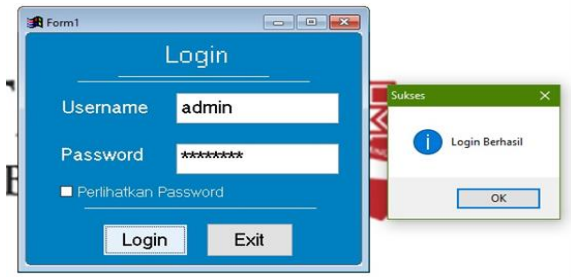 Form1
Login
Username admin
Password ********
Perlihatkan Password
Login Exit
Sukses
Login Berhasil
OK